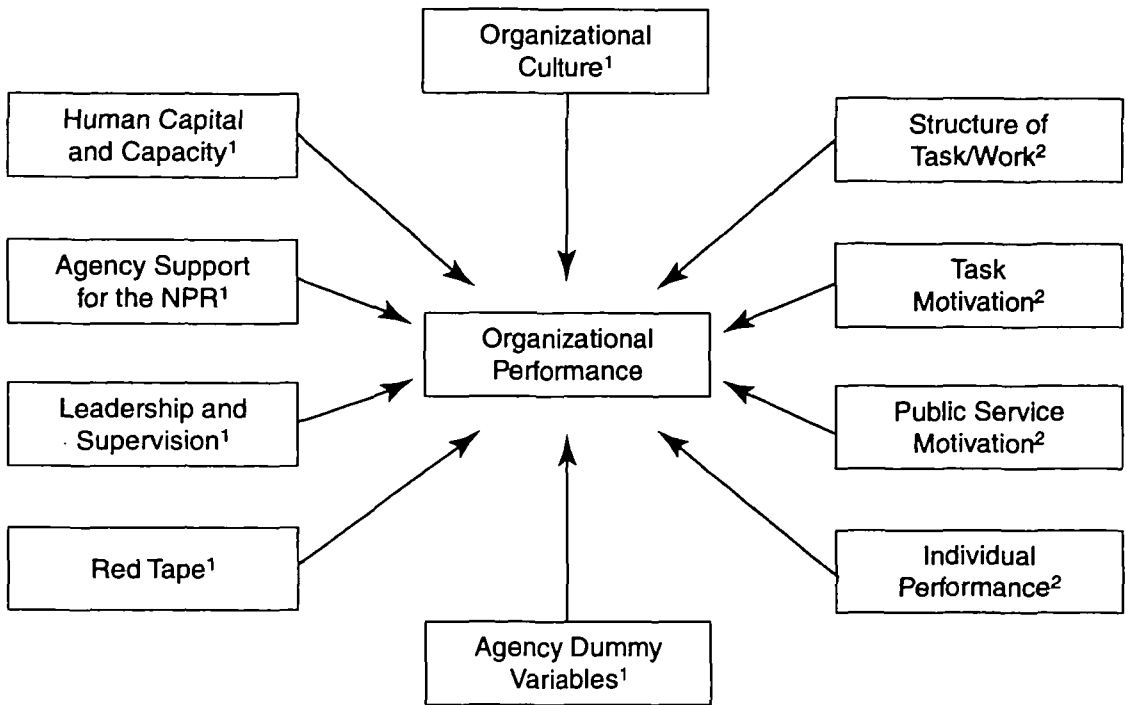 Organizational
Culture¹
Human Capital
and Capacity¹
Structure of
Task/Work²
Agency Support
for the NPR¹
Task
Motivation²
Organizational
Performance
Leadership and
Supervision¹
Public Service
Motivation²
Red Tape¹
Individual
Performance²
Agency Dummy
Variables¹